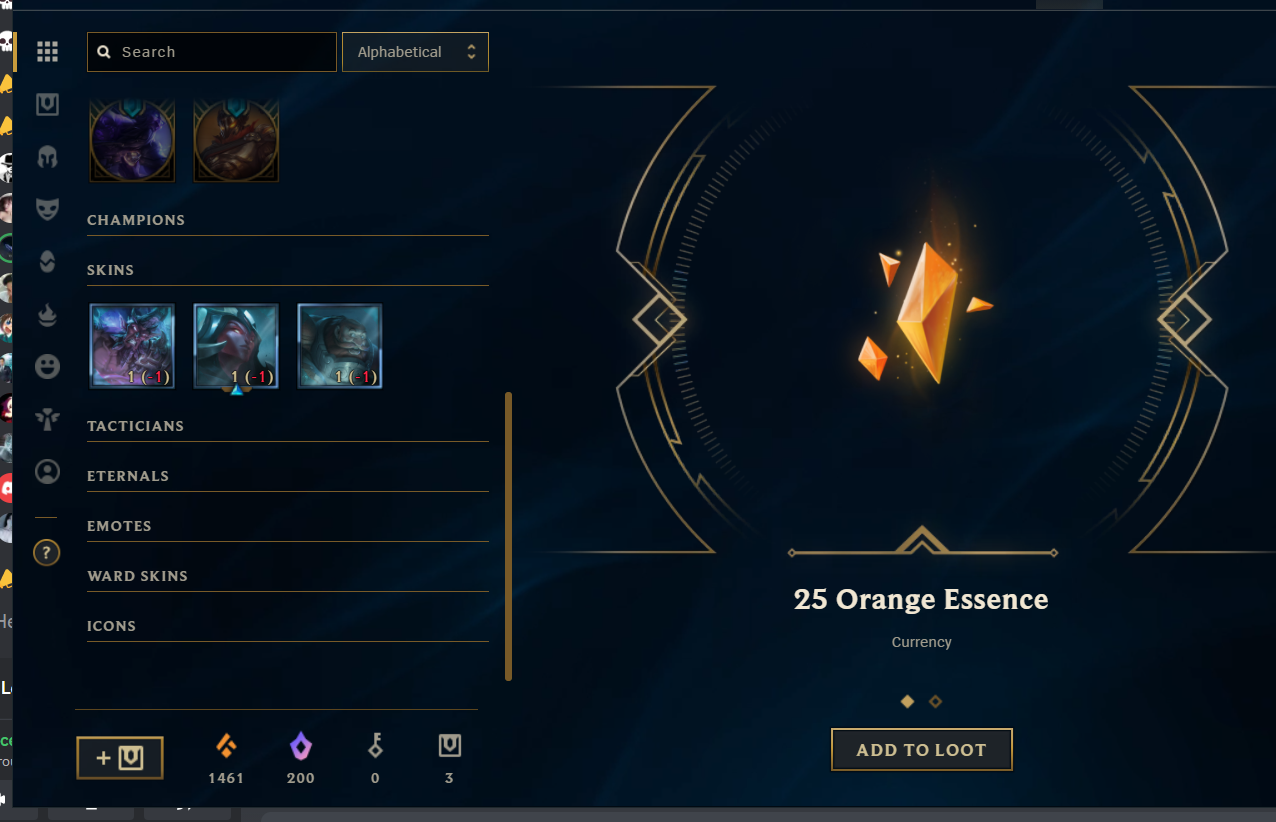 Search
Alphabetical
CHAMPIONS
SKINS
1 (-1)
1 (-1)
1 (-1)
TACTICIANS
ETERNALS
EMOTES
WARD SKINS
ICONS
?
25 Orange Essence
Currency
ADD TO LOOT
+
1461
200
0
3